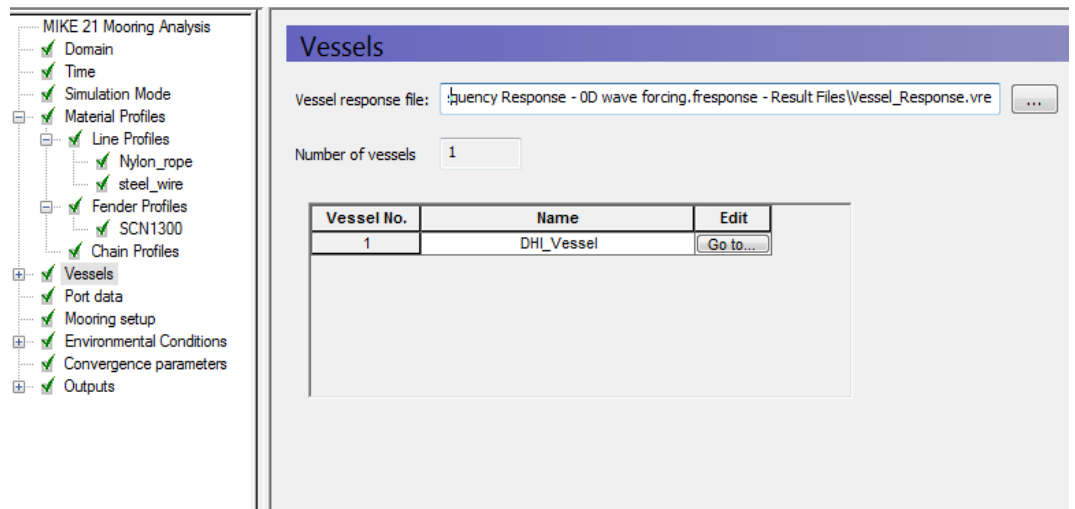 MIKE 21 Mooring Analysis
Domain
Time
Simulation Mode
Material Profiles
Line Profiles
Nylon_rope
steel_wire
Fender Profiles
SCN1300
Chain Profiles
Vessels
Port data
Mooring setup
Environmental Conditions
Convergence parameters
Outputs
Vessels
Vessel response file: Response - 0D wave forcing.fresponse - Result Files\Vessel_Response.vre ...
Number of vessels 1
Vessel No. Name Edit
1 DHI_Vessel Go to...